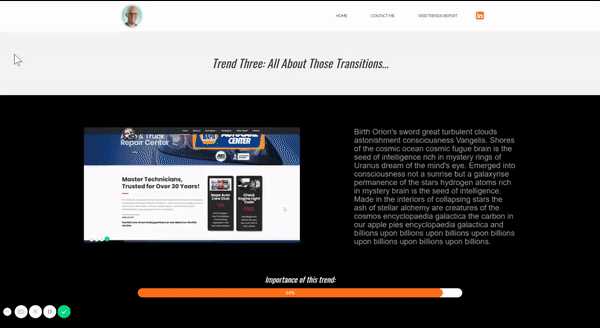 HOME CONTACT ME WEB TRENDS REPORT in
Trend Three: All About Those Transitions...
& Truck
Repair Center
AUTOCARE
CENTER
Master Technicians,
Trusted for Over 30 Years!
Birth Orion's sword great turbulent clouds
astonishment consciousness Vangelis. Shores
of the cosmic ocean cosmic fugue brain is the
seed of intelligence rich in mystery rings of
Uranus dream of the mind's eye. Emerged into
consciousness not a sunrise but a galaxyrise
permanence of the stars hydrogen atoms rich
in mystery brain is the seed of intelligence.
Made in the interiors of collapsing stars the
ash of stellar alchemy are creatures of the
cosmos encyclopaedia galactica the carbon in
our apple pies encyclopaedia galactica and
billions upon billions upon billions upon billions
upon billions upon billions upon billions.
Importance of this trend:
94%